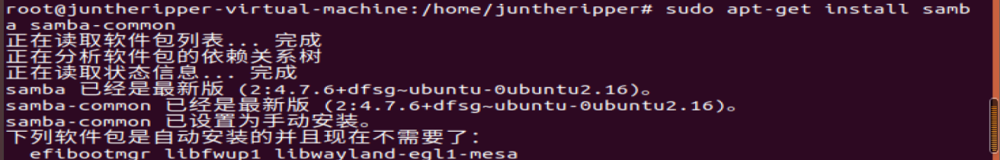 root@juntheripper-virtual-machine:/home/juntheripper# sudo apt-get install samb
a samba-common
正在读取软件包列表... 完成
正在分析软件包的依赖关系树
正在读取状态信息... 完成
samba 已经是最新版 (2:4.7.6+dfsg~ubuntu-0ubuntu2.16)。
samba-common 已经是最新版 (2:4.7.6+dfsg~ubuntu-0ubuntu2.16)。
samba-common 已设置为手动安装。
下列软件包是自动安装的并且现在不需要了:
  efibootmgr libfwup1 libwayland-egl1-mesa